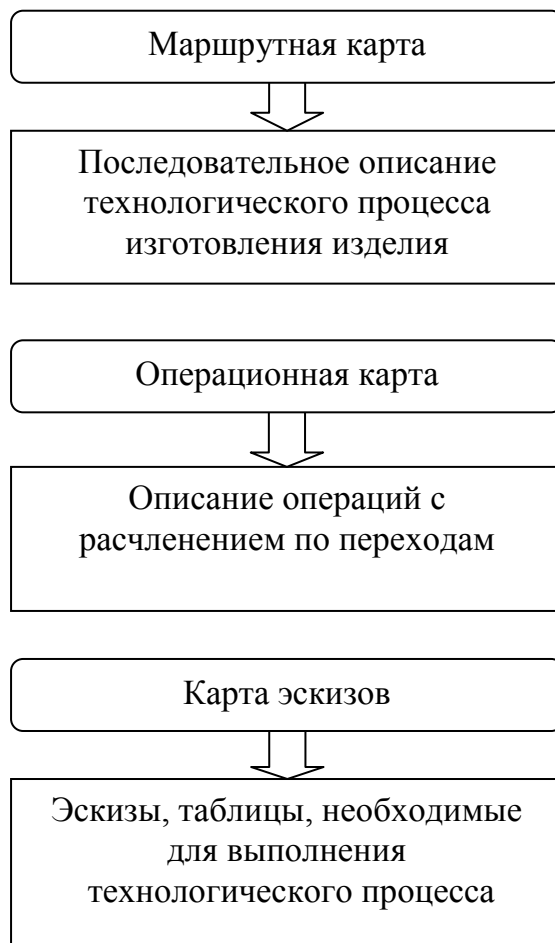 Маршрутная карта
Последовательное описание
технологического процесса
изготовления изделия
Операционная карта
Описание операций с
расчленением по переходам
Карта эскизов
Эскизы, таблицы, необходимые
для выполнения
технологического процесса